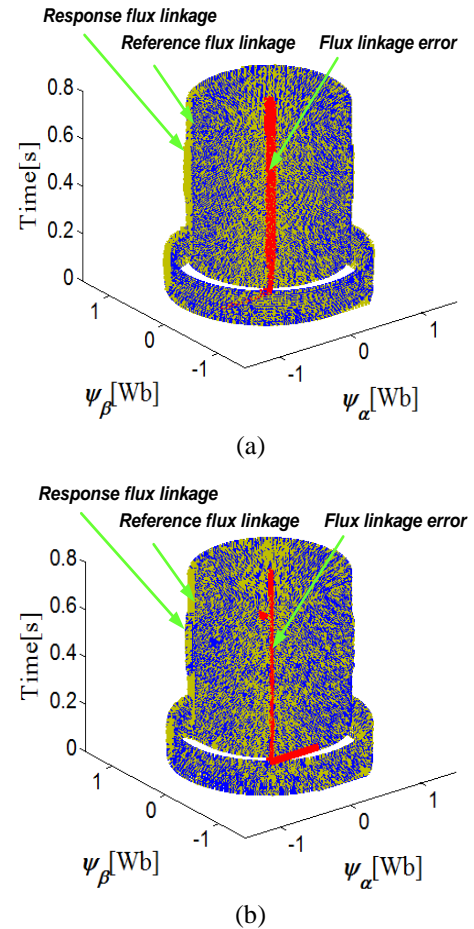 Response flux linkage
Reference flux linkage
Flux linkage error
Time[s]
0.8
0.6
0.4
0.2
0
1
0
-1
-1
0
1
ψβ[Wb]
ψα[Wb]
(a)
Response flux linkage
Reference flux linkage
Flux linkage error
Time[s]
0.8
0.6
0.4
0.2
0
1
0
-1
-1
0
1
ψβ[Wb]
ψα[Wb]
(b)